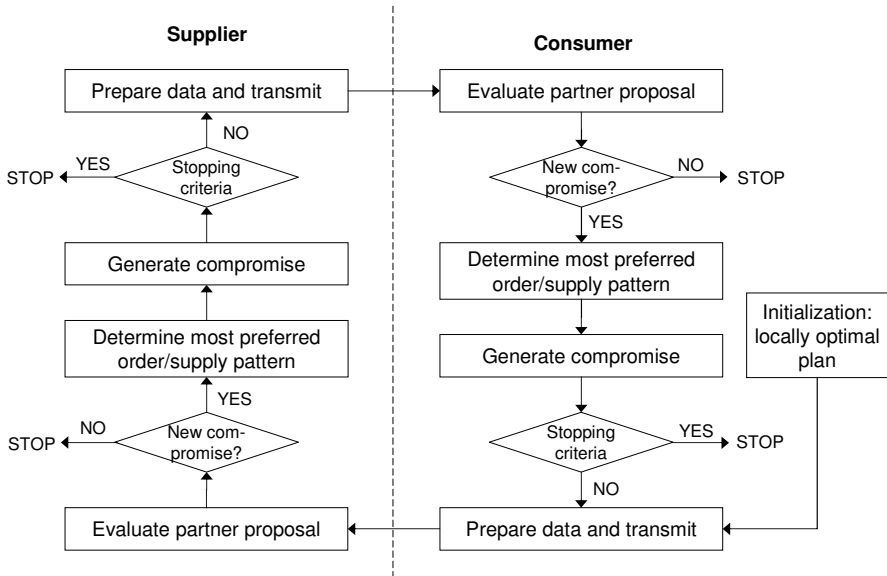 Supplier
Prepare data and transmit
NO
YES
Stopping
criteria
STOP
Generate compromise
Determine most preferred
order/supply pattern
YES
NO
New com-
promise?
STOP
Evaluate partner proposal
Consumer
Evaluate partner proposal
New com-
promise?
NO
STOP
YES
Determine most preferred
order/supply pattern
Generate compromise
Stopping
criteria
YES
STOP
NO
Prepare data and transmit
Initialization:
locally optimal
plan